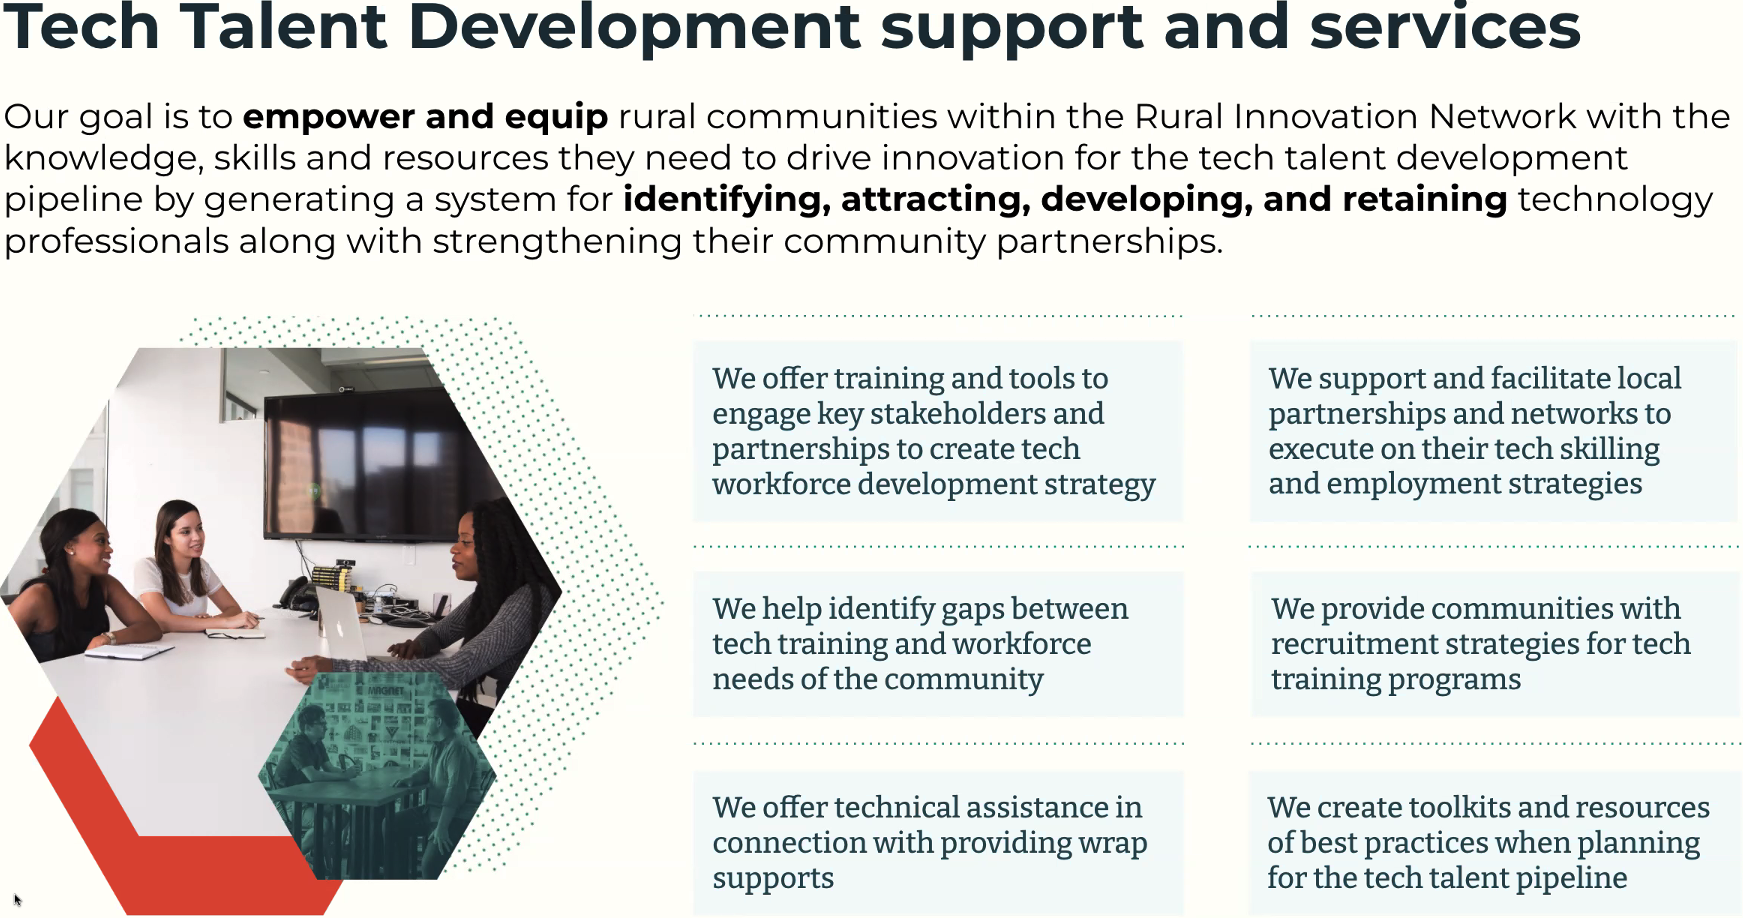 Tech Talent Development support and services
Our goal is to empower and equip rural communities within the Rural Innovation Network with the
knowledge, skills and resources they need to drive innovation for the tech talent development
pipeline by generating a system for identifying, attracting, developing, and retaining technology
professionals along with strengthening their community partnerships.
We offer training and tools to
engage key stakeholders and
partnerships to create tech
workforce development strategy
We support and facilitate local
partnerships and networks to
execute on their tech skilling
and employment strategies
We help identify gaps between
tech training and workforce
needs of the community
We provide communities with
recruitment strategies for tech
training programs
We offer technical assistance in
connection with providing wrap
supports
We create toolkits and resources
of best practices when planning
for the tech talent pipeline
MAGNET